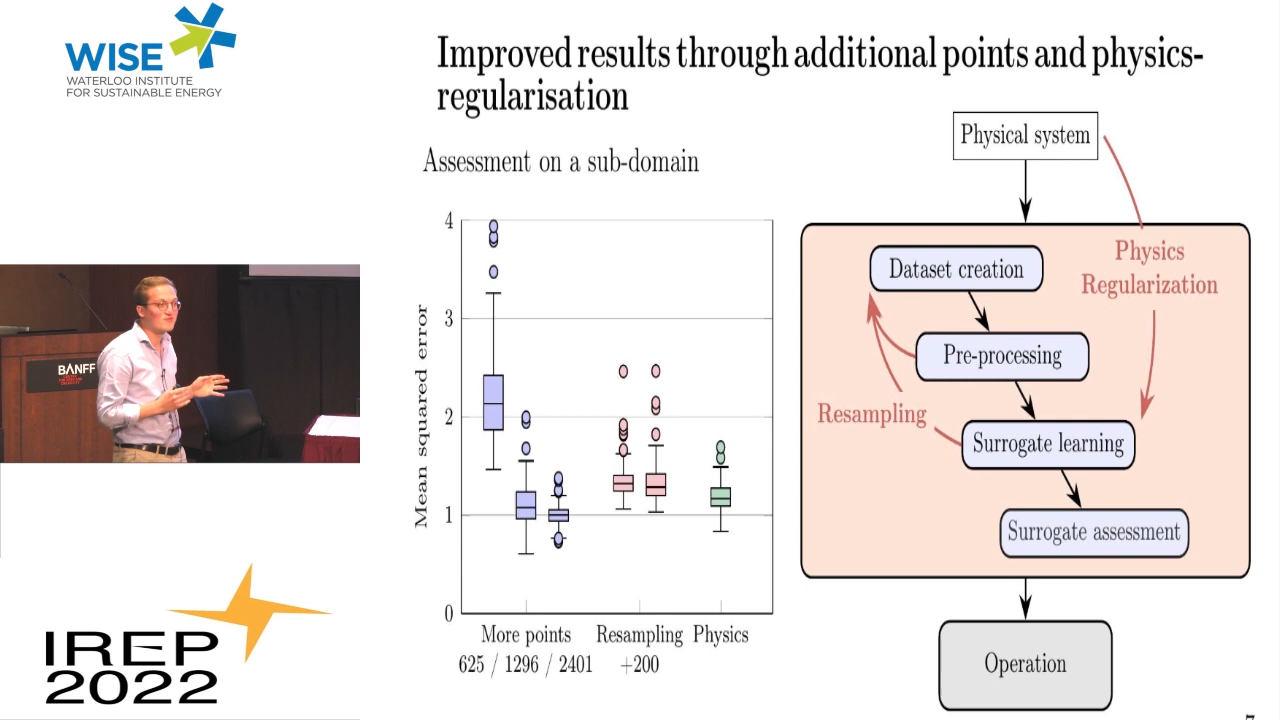 WISE
WATERLOO INSTITUTE
FOR SUSTAINABLE ENERGY
Improved results through additional points and physics-
regularisation
Assessment on a sub-domain
Mean squared error
4
3
2
1
0
More points
625 / 1296 / 2401
Resampling
+200
Physics
Physical system
Physics
Regularization
Dataset creation
Pre-processing
Resampling
Surrogate learning
Surrogate assessment
Operation
BANFF
IREP
2022